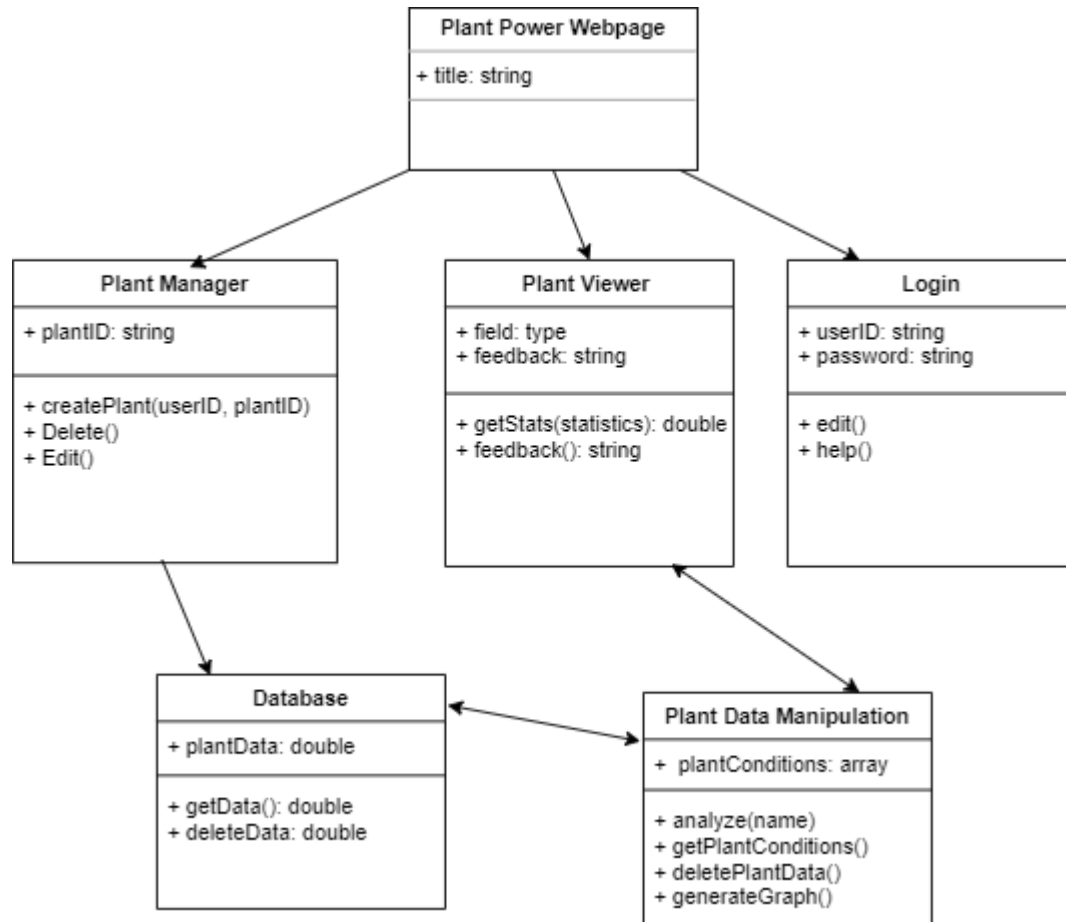 Plant Power Webpage
+ title: string
Plant Manager
+ plantID: string
+ createPlant(userID, plantID)
+ Delete()
+ Edit()
Plant Viewer
+ field: type
+ feedback: string
+ getStats(statistics): double
+ feedback(): string
Login
+ userID: string
+ password: string
+ edit()
+ help()
Database
+ plantData: double
+ getData(): double
+ deleteData: double
Plant Data Manipulation
+ plantConditions: array
+ analyze(name)
+ getPlantConditions()
+ deletePlantData()
+ generateGraph()